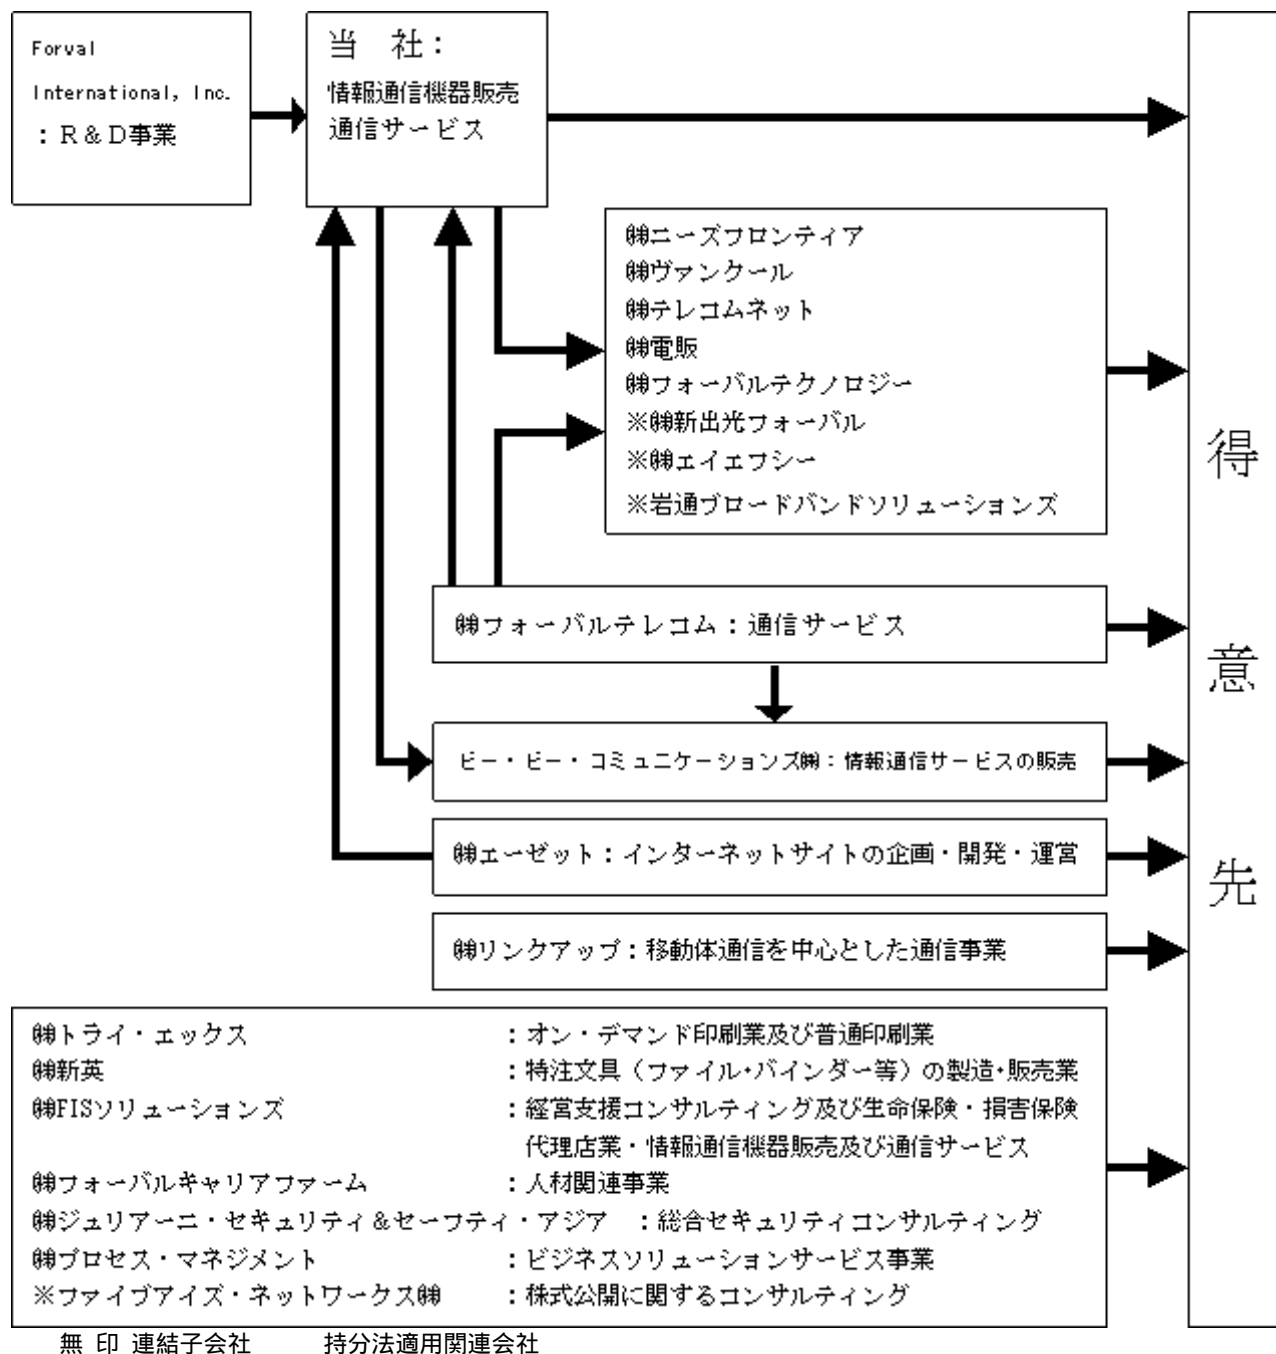 Forval
International, Inc.
：Ｒ＆Ｄ事業
当　社：
情報通信機器販売
通信サービス
㈱ニーズフロンティア
㈱ヴァンクール
㈱テレコムネット
㈱電販
㈱フォーバルテクノロジー
※㈱新出光フォーバル
※㈱エイエフシー
※岩通ブロードバンドソリューションズ
㈱フォーバルテレコム：通信サービス
ビー・ビー・コミュニケーションズ㈱：情報通信サービスの販売
㈱エーゼット：インターネットサイトの企画・開発・運営
㈱リンクアップ：移動体通信を中心とした通信事業
㈱トライ・エックス　：オン・デマンド印刷業及び普通印刷業
㈱新英　：特注文具（ファイル・バインダー等）の製造・販売業
㈱FISソリューションズ　：経営支援コンサルティング及び生命保険・損害保険
代理店業・情報通信機器販売及び通信サービス
㈱フォーバルキャリアファーム　：人材関連事業
㈱ジュリアーニ・セキュリティ＆セーフティ・アジア　：総合セキュリティコンサルティング
㈱プロセス・マネジメント　：ビジネスソリューションサービス事業
※ファイブアイズ・ネットワークス㈱　：株式公開に関するコンサルティング
得意先
無 印 連結子会社　持分法適用関連会社